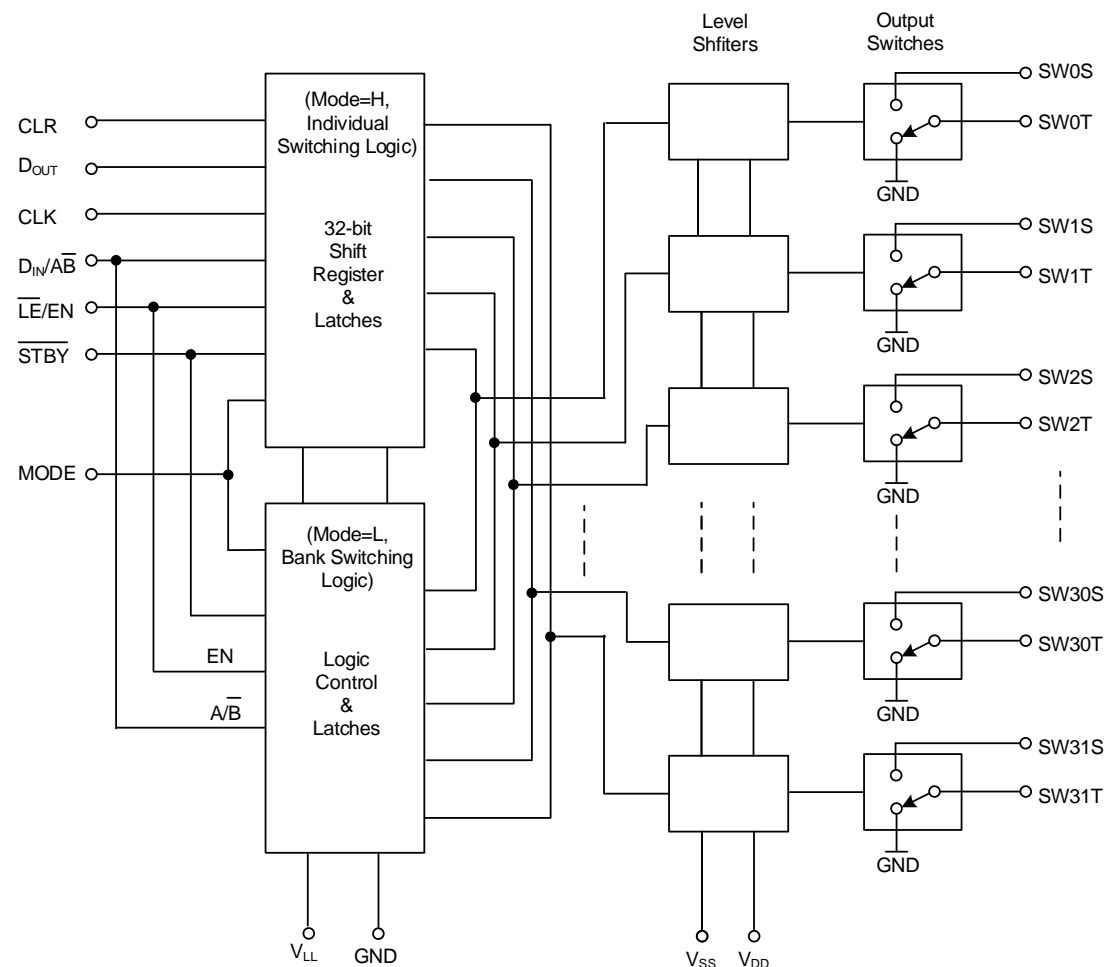 Level
Shfiters
Output
Switches
CLR
DOUT
CLK
DIN/AB̅
L̅E̅/EN
S̅T̅B̅Y̅
MODE
(Mode=H,
Individual
Switching Logic)
32-bit
Shift
Register
&
Latches
(Mode=L,
Bank Switching
Logic)
Logic
Control
&
Latches
EN
A/B̅
VLL
GND
VSS
VDD
SW0S
SW0T
GND
SW1S
SW1T
GND
SW2S
SW2T
GND
SW30S
SW30T
GND
SW31S
SW31T
GND